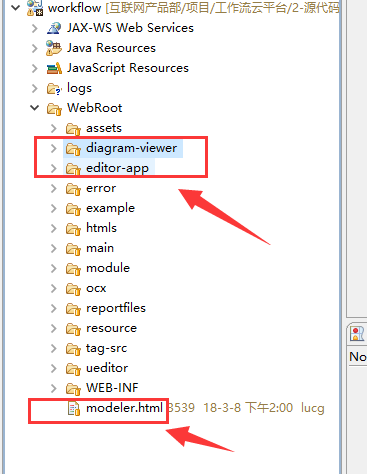 workflow [互联网产品部/项目/工作流云平台/2-源代码
JAX-WS Web Services
Java Resources
JavaScript Resources
logs
WebRoot
assets
diagram-viewer
editor-app
error
example
htmls
main
module
ocx
reportfiles
resource
tag-src
ueditor
WEB-INF
modeler.html 3539 18-3-8 下午2:00 lucg
No